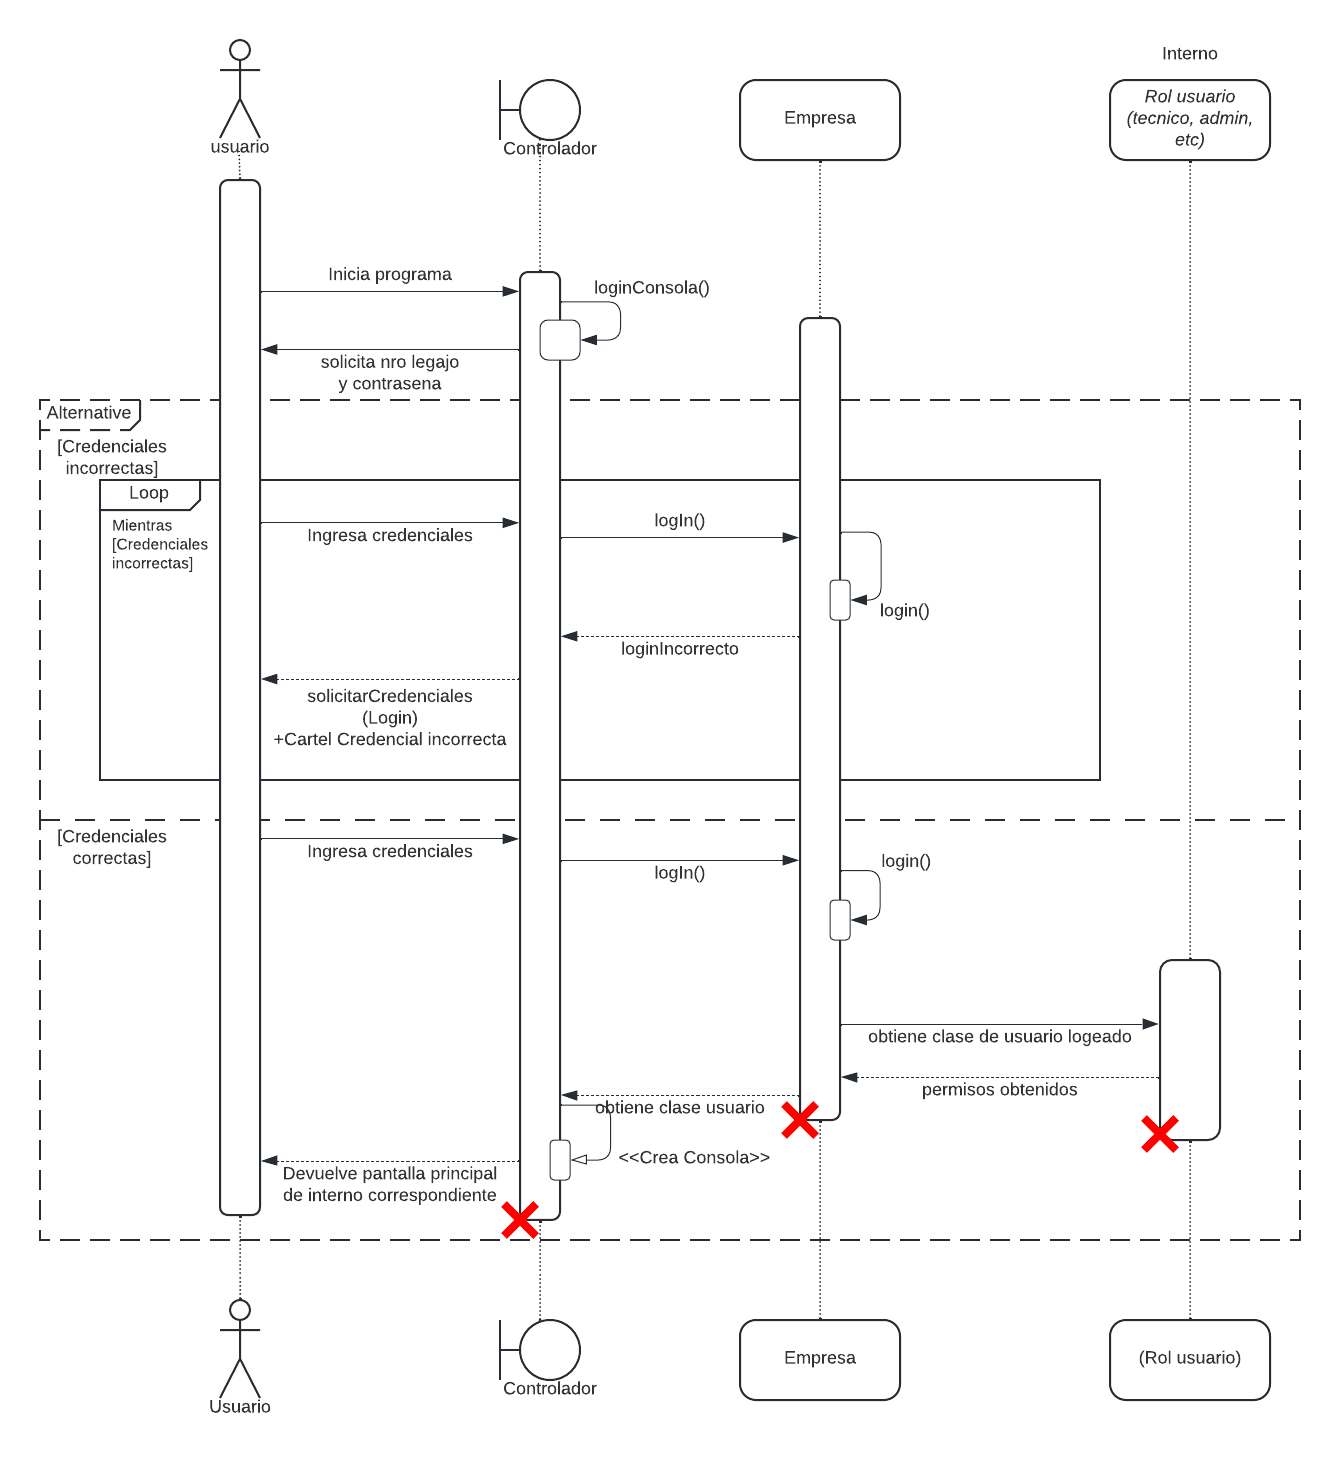 Interno
usuario
Controlador
Empresa
Rol usuario
(tecnico, admin,
etc)
Inicia programa
loginConsola()
solicita nro legajo
y contrasena
Alternative
[Credenciales
incorrectas]
Loop
Mientras
[Credenciales
incorrectas]
Ingresa credenciales
logIn()
login()
loginIncorrecto
solicitarCredenciales
(Login)
+Cartel Credencial incorrecta
[Credenciales
correctas]
Ingresa credenciales
logIn()
login()
obtiene clase de usuario logeado
permisos obtenidos
obtiene clase usuario
<<Crea Consola>>
Devuelve pantalla principal
de interno correspondiente
Usuario
Controlador
Empresa
(Rol usuario)